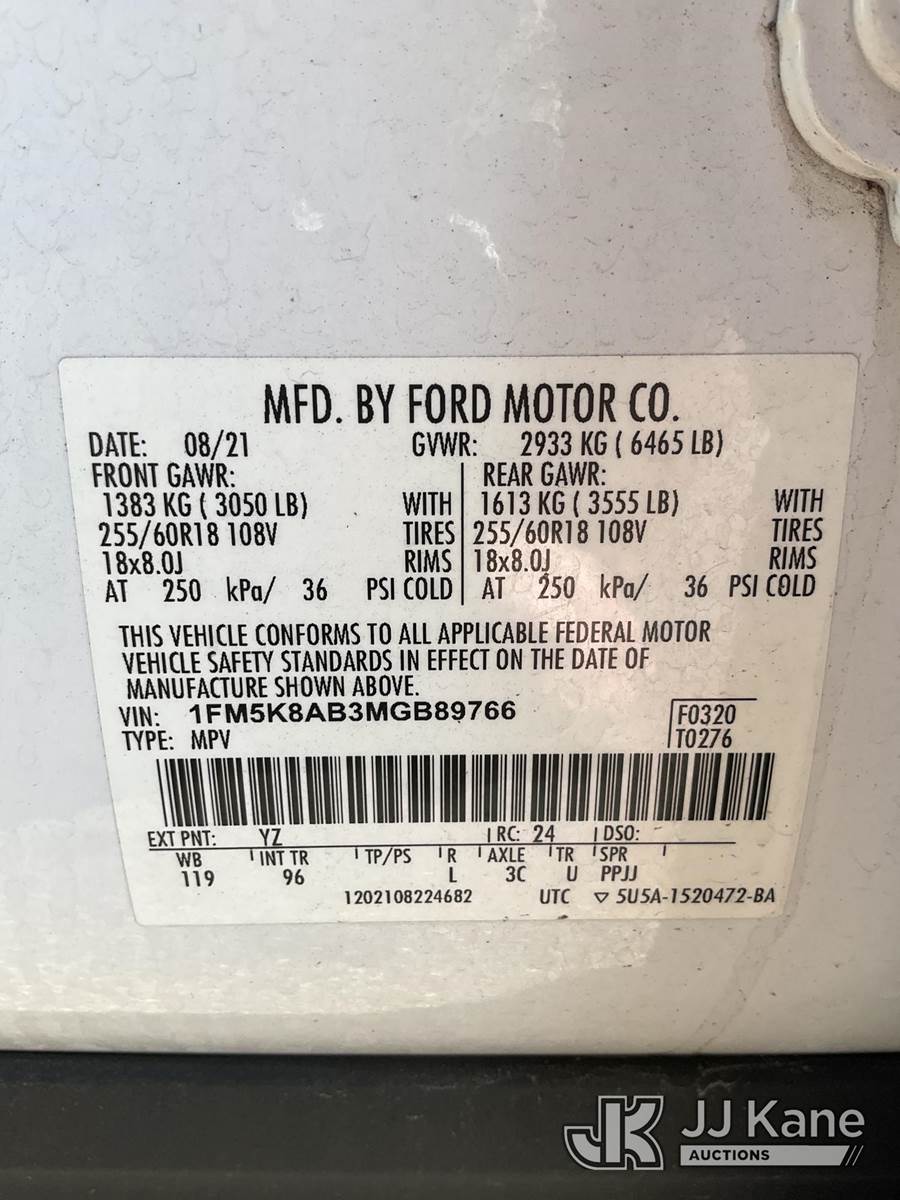 MFD. BY FORD MOTOR CO.
DATE: 08/21 GVWR: 2933 KG ( 6465 LB)
FRONT GAWR: REAR GAWR:
1383 KG ( 3050 LB) WITH 1613 KG ( 3555 LB) WITH
255/60R18 108V TIRES 255/60R18 108V TIRES
18x8.0J RIMS 18x8.0J RIMS
AT 250 kPa/ 36 PSI COLD AT 250 kPa/ 36 PSI COLD
THIS VEHICLE CONFORMS TO ALL APPLICABLE FEDERAL MOTOR
VEHICLE SAFETY STANDARDS IN EFFECT ON THE DATE OF
MANUFACTURE SHOWN ABOVE.
VIN: 1FM5K8AB3MGB89766 F0320
TYPE: MPV T0276
EXT PNT: YZ RC: 24 DSO:
WB INT TR TP/PS R AXLE TR SPR
119 96 L 3C U PPJJ
1202108224682 UTC ▽ 5U5A-1520472-BA
JK JJ Kane
AUCTIONS